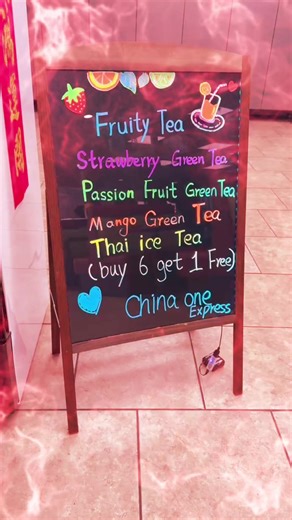 Fruity Tea
Strawberry Green Tea
Passion Fruit Green Tea
Mango Green Tea
Thai ice Tea
(buy 6 get 1 Free)
China one
Express